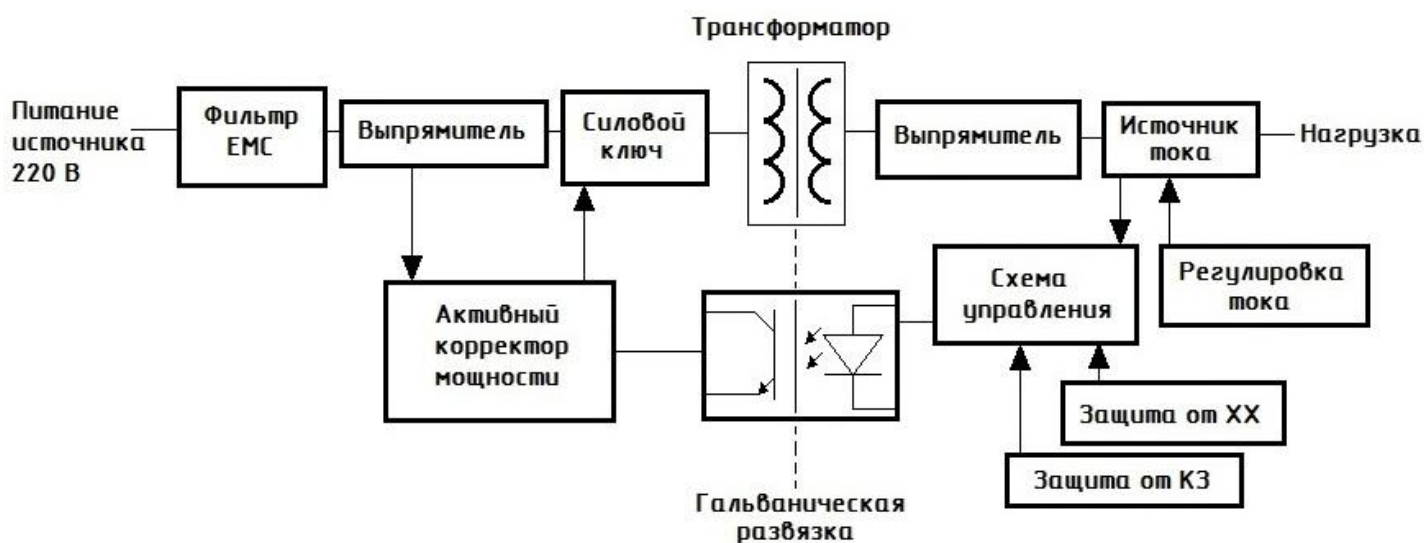 Трансформатор
Питание
источника
220 В
Фильтр
EMC
Выпрямитель
Силовой
ключ
Выпрямитель
Источник
тока
Нагрузка
Активный
корректор
мощности
Схема
управления
Регулировка
тока
Защита от ХХ
Защита от КЗ
Гальваническая
развязка